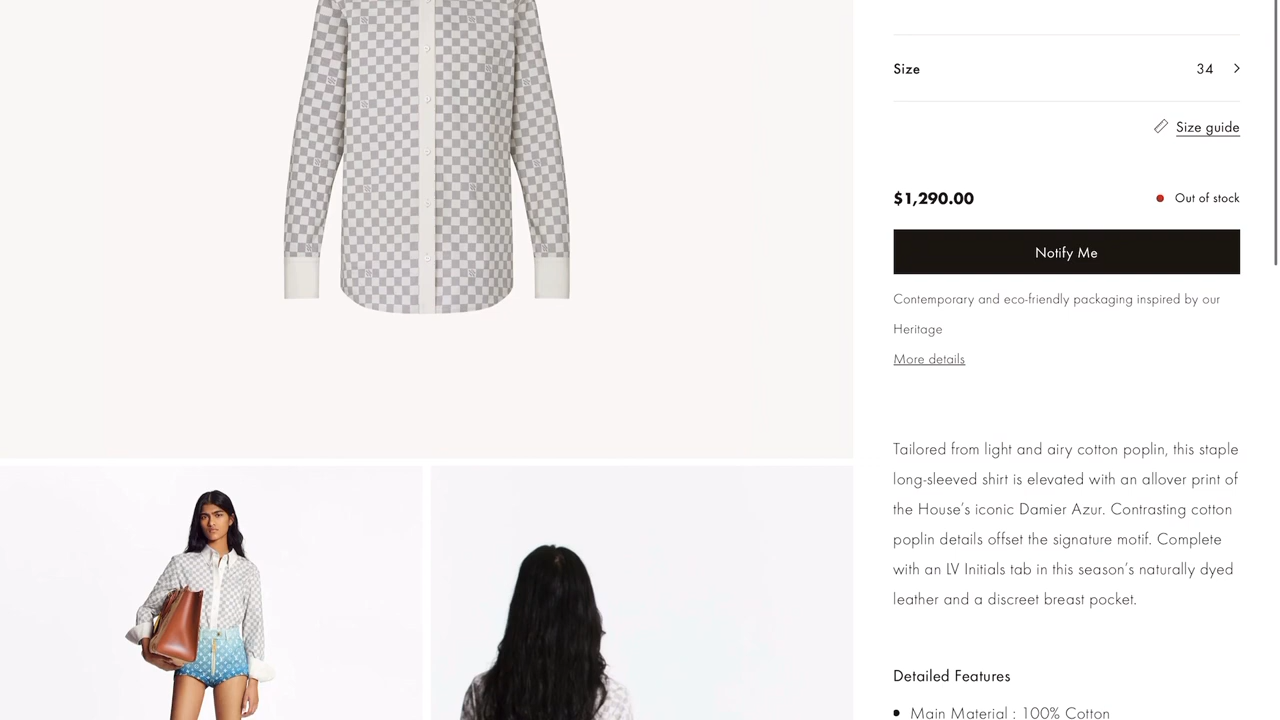 Size
34
Size guide
$1,290.00
Out of stock
Notify Me
Contemporary and eco-friendly packaging inspired by our
Heritage
More details
Tailored from light and airy cotton poplin, this staple
long-sleeved shirt is elevated with an allover print of
the House’s iconic Damier Azur. Contrasting cotton
poplin details offset the signature motif. Complete
with an LV Initials tab in this season’s naturally dyed
leather and a discreet breast pocket.
Detailed Features
• Main Material : 100% Cotton